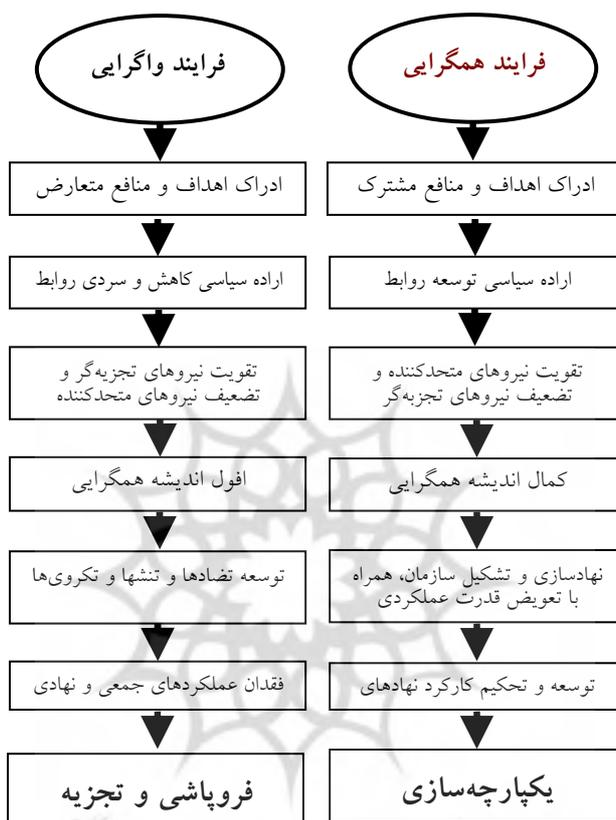 فرایند همگرایی
ادراک اهداف و منافع مشترک
اراده سیاسی توسعه روابط
تقویت نیروهای متحدکننده و
تضعیف نیروهای تجزبه‌گر
کمال اندیشه همگرایی
نهادسازی و تشکیل سازمان، همراه
با تعویض قدرت عملکردی
توسعه و تحکیم کارکرد نهادهای
یکپارچه‌سازی
فرایند واگرایی
ادراک اهداف و منافع متعارض
اراده سیاسی کاهش و سردی روابط
تقویت نیروهای تجزیه‌گر و
تضعیف نیروهای متحدکننده
افول اندیشه همگرایی
توسعه تضادها و تنشها و تکروی‌ها
فقدان عملکردهای جمعی و نهادی
فروپاشی و تجزیه